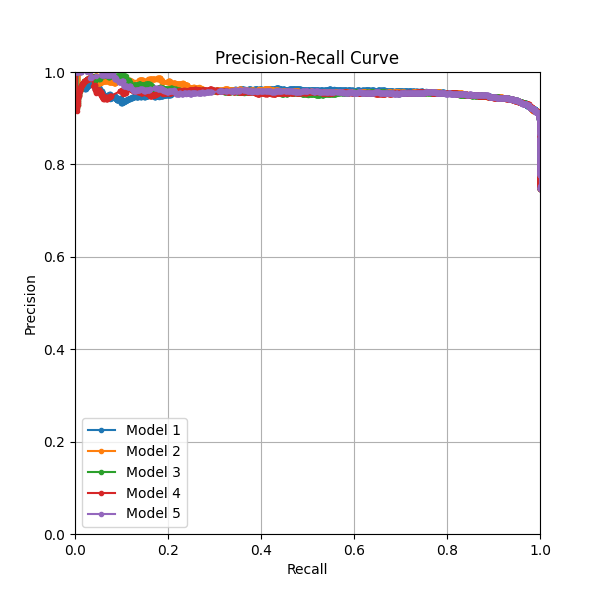 Precision-Recall Curve
Precision
1.0
0.8
0.6
0.4
0.2
0.0
Model 1
Model 2
Model 3
Model 4
Model 5
0.0 0.2 0.4 0.6 0.8 1.0
Recall